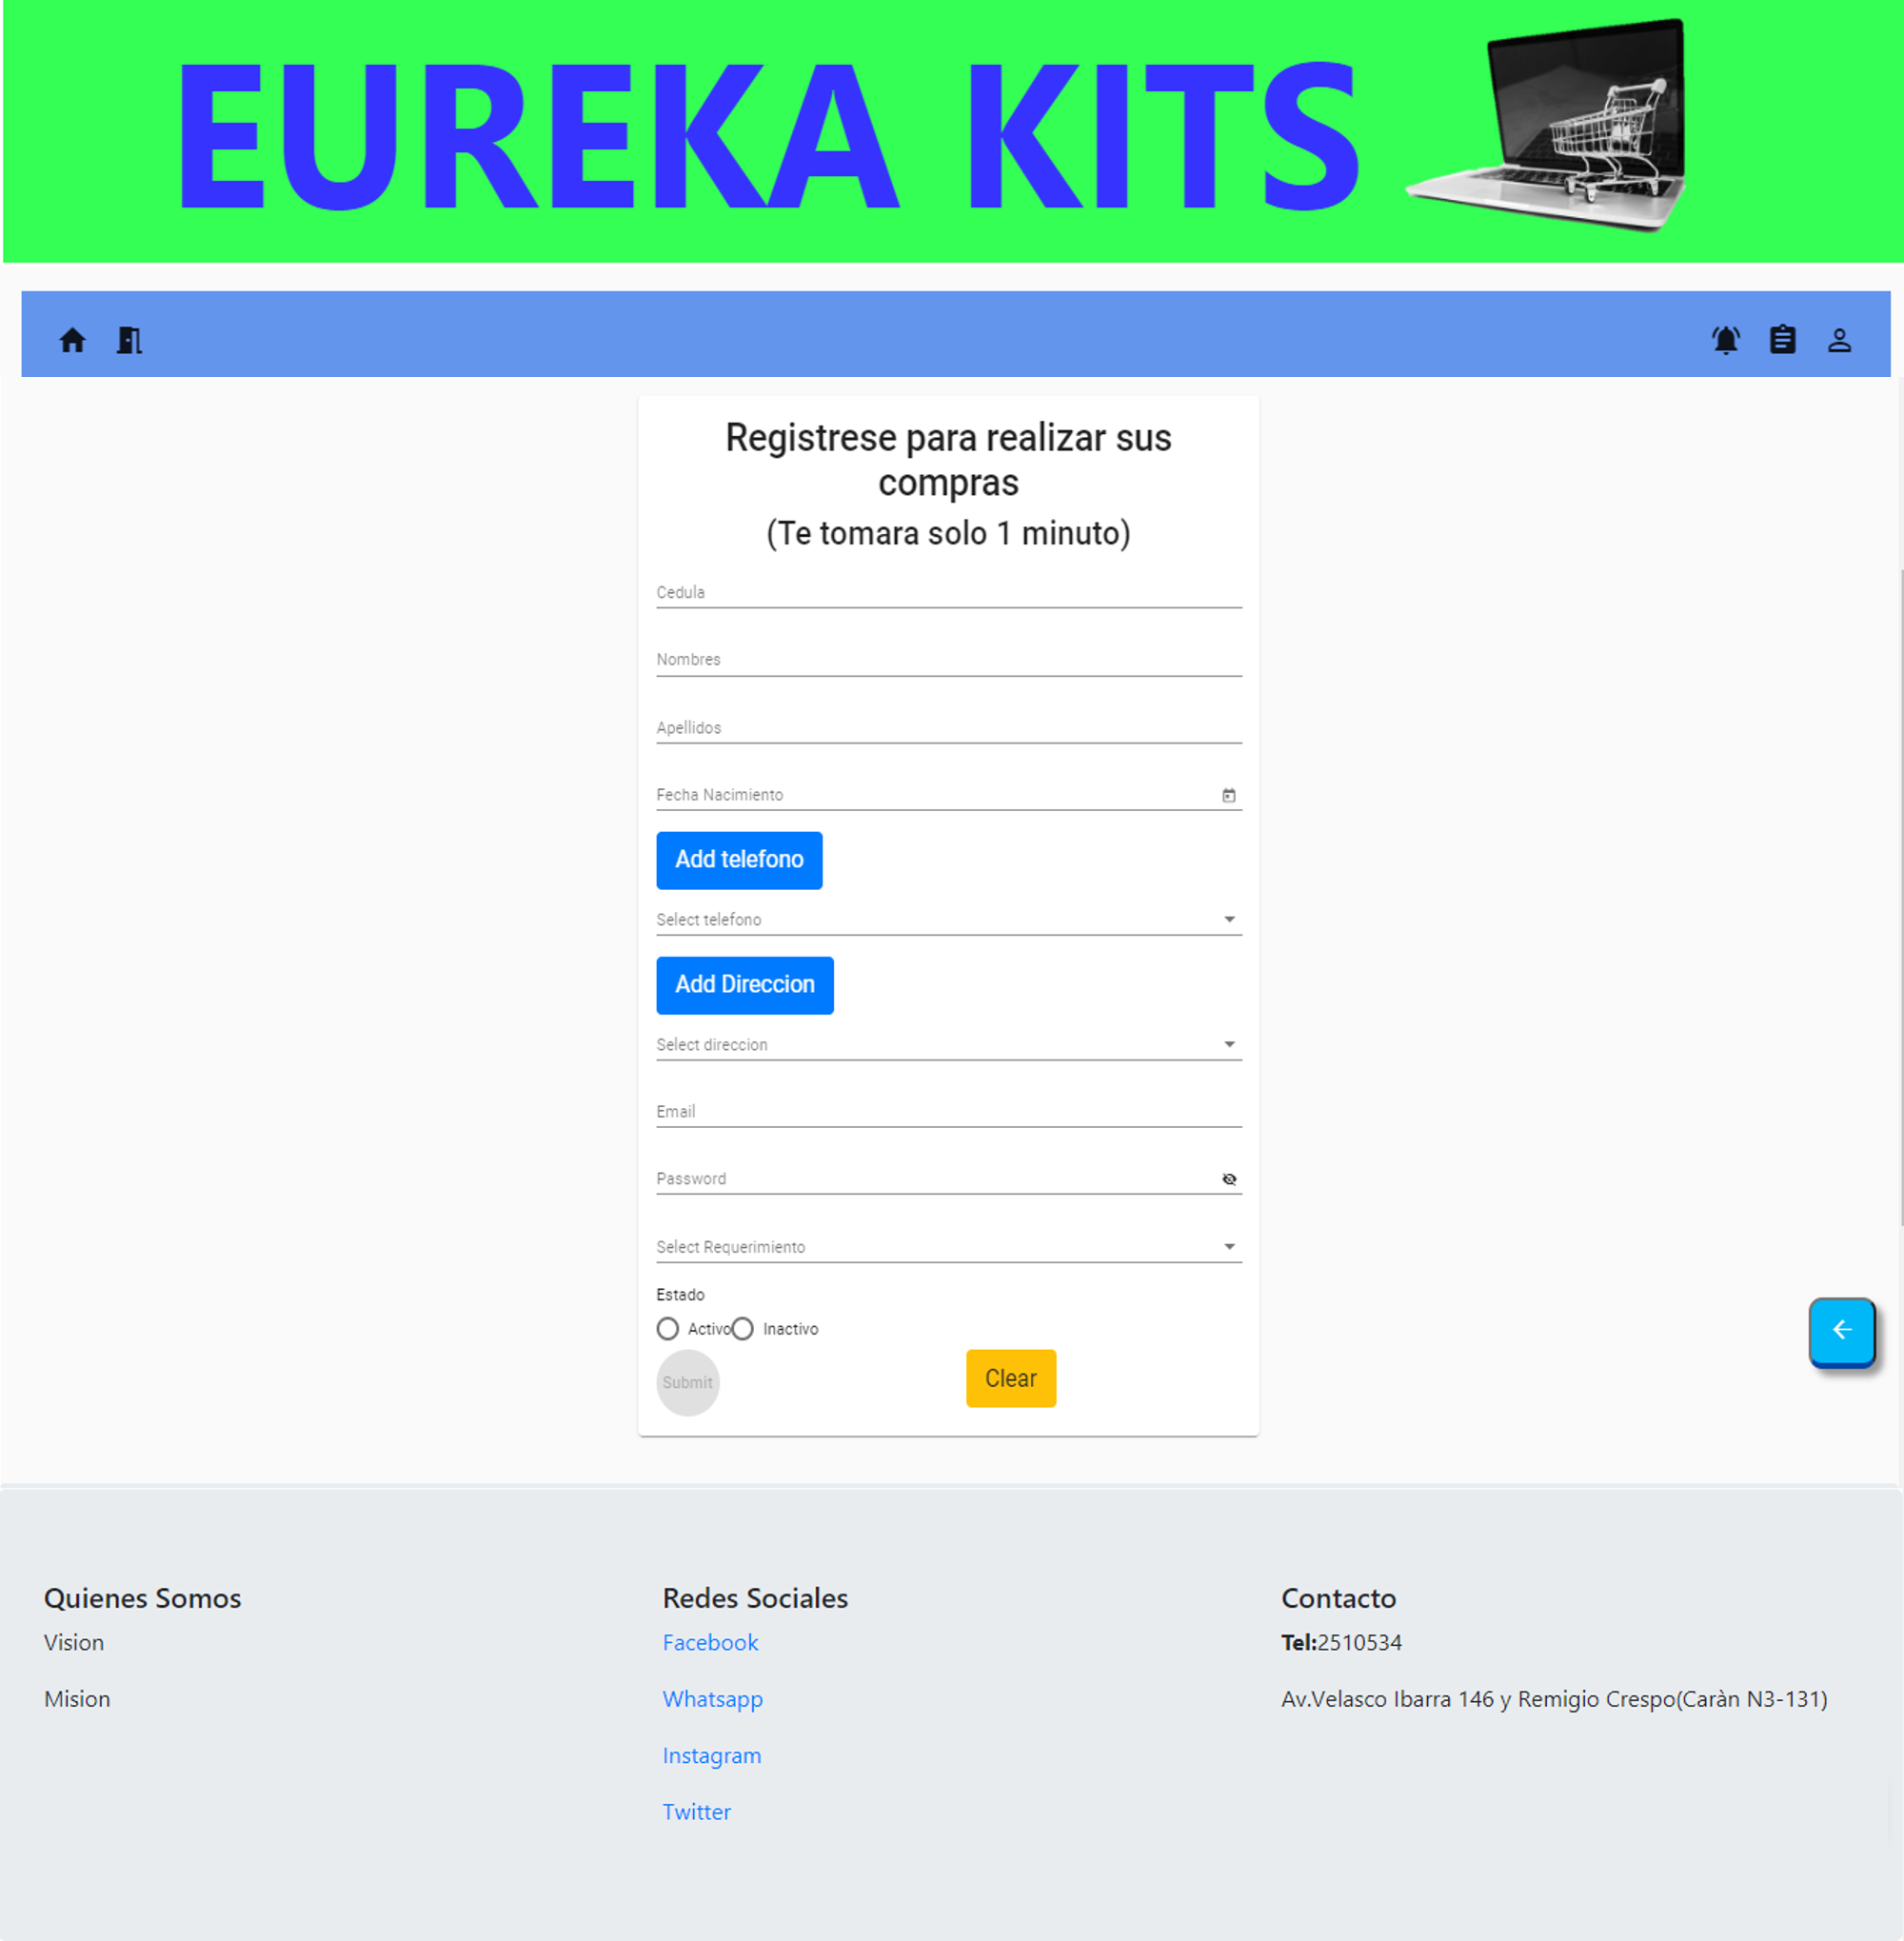 EUREKA KITS
Registrese para realizar sus
compras
(Te tomara solo 1 minuto)
Cedula
Nombres
Apellidos
Fecha Nacimiento
Add telefono
Select telefono
Add Direccion
Select direccion
Email
Password
Select Requerimiento
Estado
Activo Inactivo
Submit Clear
Quienes Somos
Vision
Mision
Redes Sociales
Facebook
Whatsapp
Instagram
Twitter
Contacto
Tel:2510534
Av.Velasco Ibarra 146 y Remigio Crespo(Caràn N3-131)